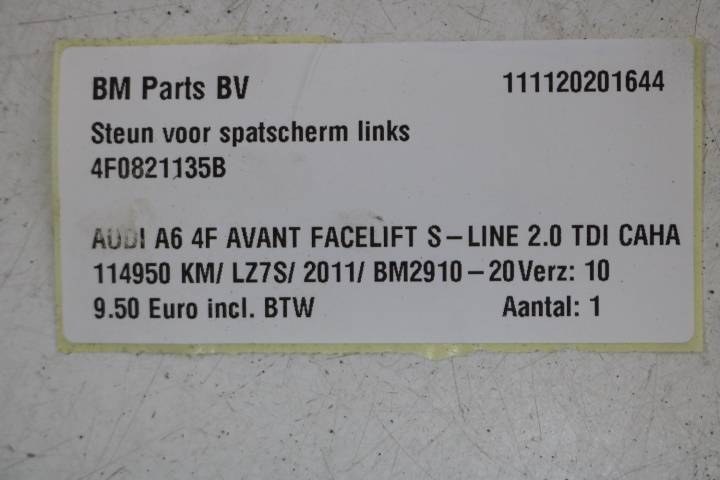 BM Parts BV 111120201644
Steun voor spatscherm links
4F0821135B
AUDI A6 4F AVANT FACELIFT S-LINE 2.0 TDI CAHA
114950 KM/ LZ7S/ 2011/ BM2910-20 Verz: 10
9.50 Euro incl. BTW Aantal: 1